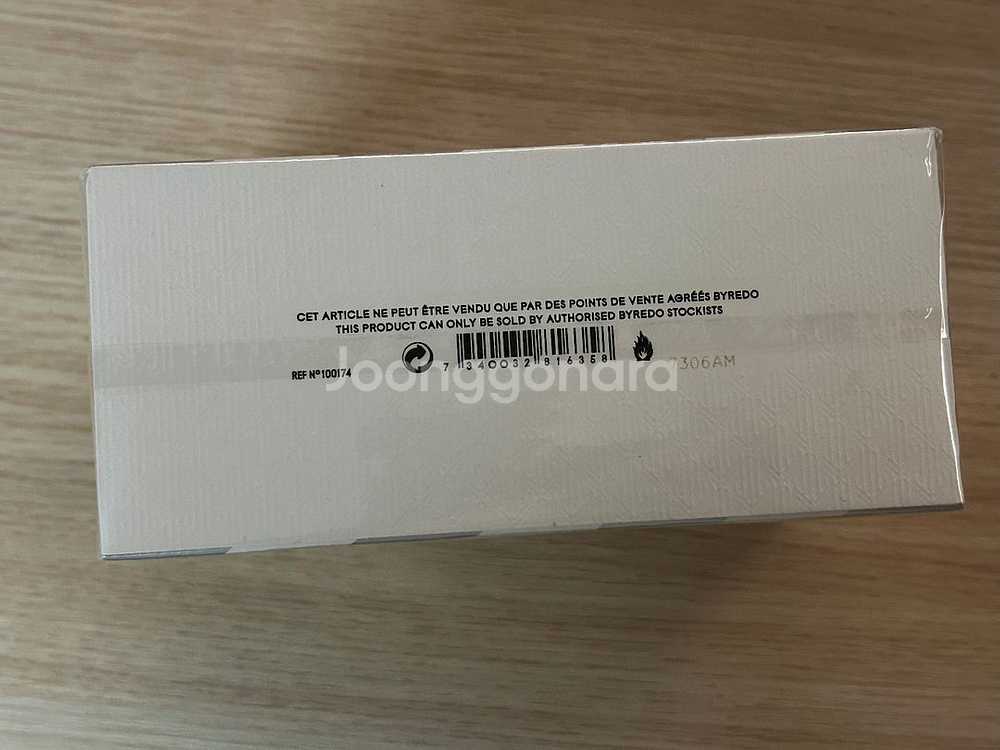 CET ARTICLE NE PEUT ÊTRE VENDU QUE PAR DES POINTS DE VENTE AGRÉÉS BYREDO
THIS PRODUCT CAN ONLY BE SOLD BY AUTHORISED BYREDO STOCKISTS
REF Nº100174
7 340032 816358
7306AM
Joonggonara